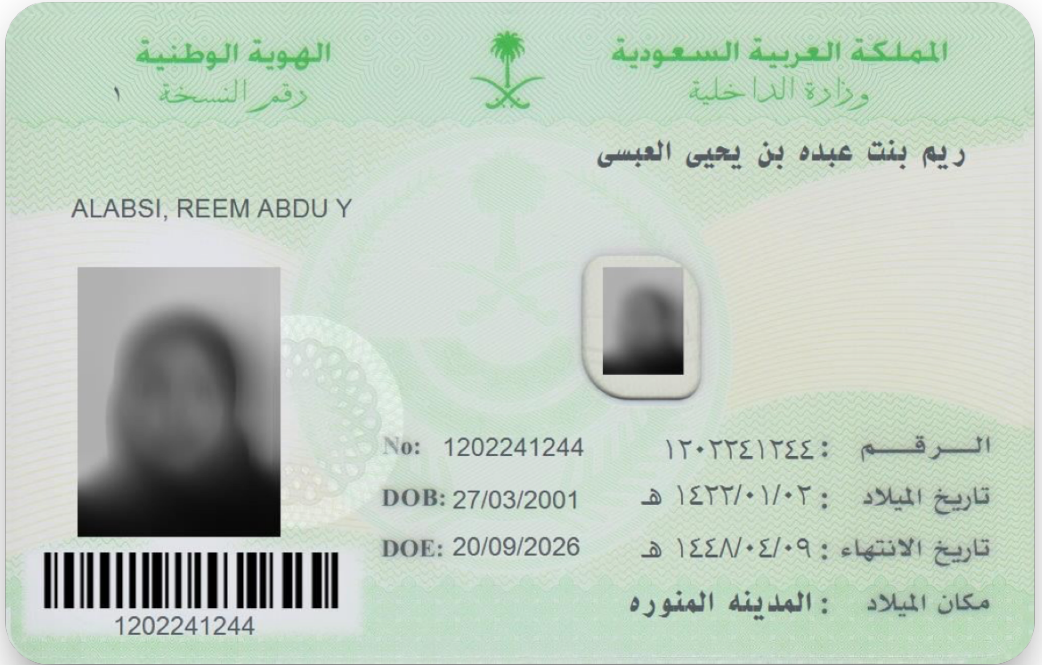 المملكة العربية السعودية
وزارة الداخلية
الهوية الوطنية
رقم النسخة ١
ريم بنت عبده بن يحيى العبسى
ALABSI, REEM ABDU Y
الـرقـم : ١٢٠٢٢٤١٢٤٤
No: 1202241244
تاريخ الميلاد : ١٤٢٢/٠١/٠٢ هـ
DOB: 27/03/2001
تاريخ الانتهاء : ١٤٤٨/٠٤/٠٩ هـ
DOE: 20/09/2026
مكان الميلاد : المدينه المنوره
1202241244